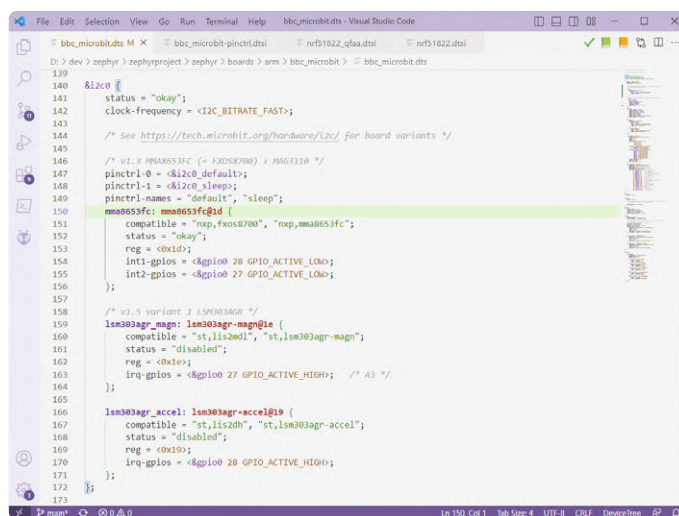 File Edit Selection View Go Run Terminal Help bbc_microbit.dts - Visual Studio Code
bbc_microbit.dts M bbc_microbit-pinctrl.dtsi nrf51822_qfaa.dtsi nrf51822.dtsi
D: > dev > zephyr > zephyrproject > zephyr > boards > arm > bbc_microbit > bbc_microbit.dts
139
140 &i2c0 {
141 status = "okay";
142 clock-frequency = <I2C_BITRATE_FAST>;
143
144 /* See https://tech.microbit.org/hardware/i2c/ for board variants */
145
146 /* v1.3 MMA8653FC (= FXOS8700) + MAG3110 */
147 pinctrl-0 = <&i2c0_default>;
148 pinctrl-1 = <&i2c0_sleep>;
149 pinctrl-names = "default", "sleep";
150 mma8653fc: mma8653fc@1d {
151 compatible = "nxp,fxos8700", "nxp,mma8653fc";
152 status = "okay";
153 reg = <0x1d>;
154 int1-gpios = <&gpio0 28 GPIO_ACTIVE_LOW>;
155 int2-gpios = <&gpio0 27 GPIO_ACTIVE_LOW>;
156 };
157
158 /* v1.5 variant 1 LSM303AGR */
159 lsm303agr_magn: lsm303agr-magn@1e {
160 compatible = "st,lis2mdl", "st,lsm303agr-magn";
161 status = "disabled";
162 reg = <0x1e>;
163 irq-gpios = <&gpio0 27 GPIO_ACTIVE_HIGH>; /* A3 */
164 };
165
166 lsm303agr_accel: lsm303agr-accel@19 {
167 compatible = "st,lis2dh", "st,lsm303agr-accel";
168 status = "disabled";
169 reg = <0x19>;
170 irq-gpios = <&gpio0 28 GPIO_ACTIVE_HIGH>;
171 };
172 };
173
main* 0 0 Ln 150, Col 1 Tab Size: 4 UTF-8 CRLF DeviceTree